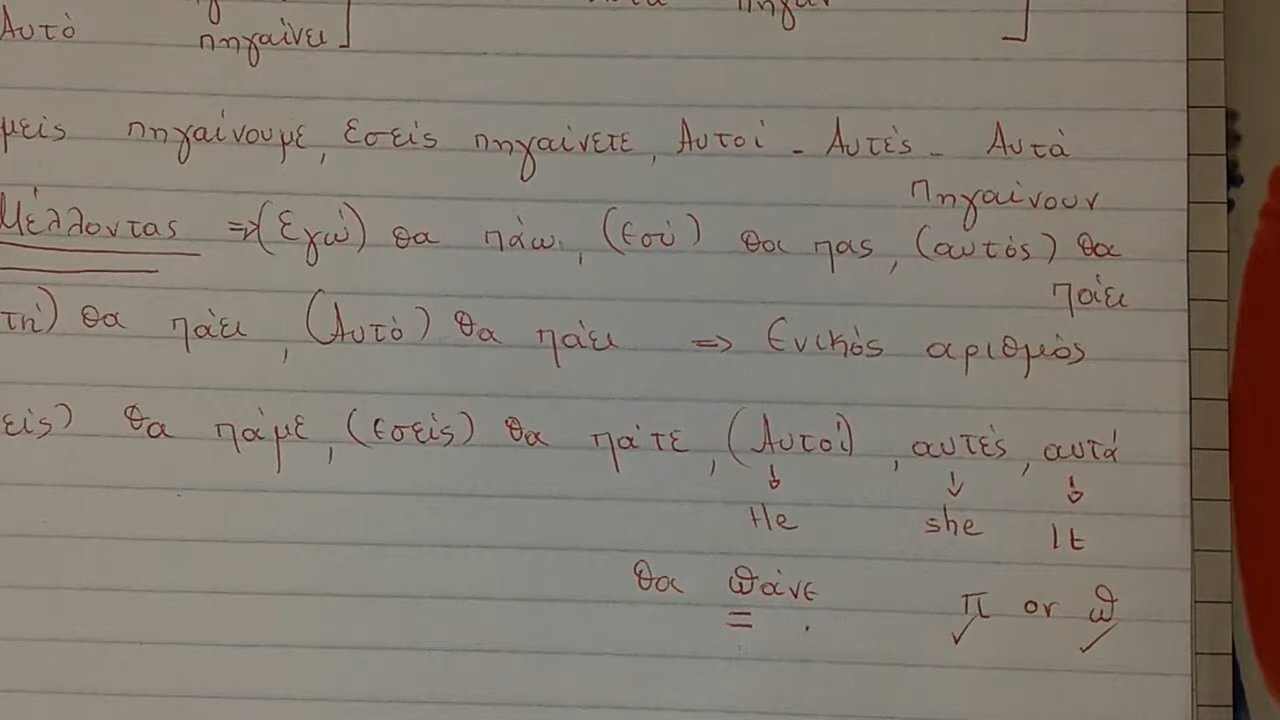 Αυτό πηγαίνει
μείς πηγαίνουμε, Εσείς πηγαίνετε, Αυτοί - Αυτές - Αυτά
πηγαίνουν
Μέλλοντας => (Εγώ) θα πάω, (Εσύ) θα πας, (αυτός) θα
πάει
τή) θα πάει, (Αυτό) θα πάει => Ενικός αριθμός
είς) θα πάμε, (Εσείς) θα πάτε, (Αυτοί), αυτές, αυτά
↓ ↓ ↓
He she It
θα ϖάνε π or ϖ